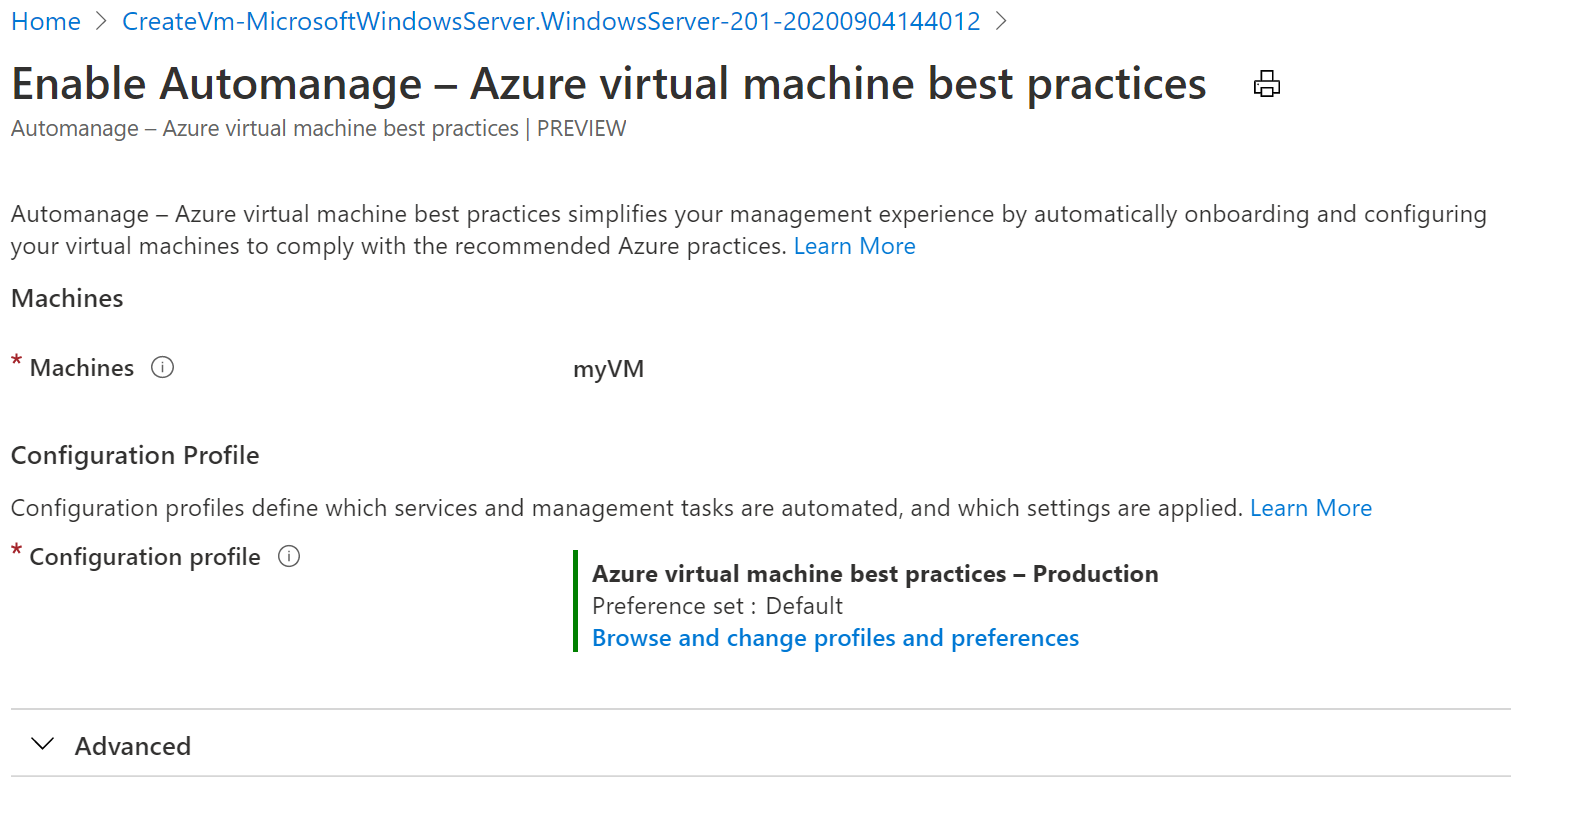 Home > CreateVm-MicrosoftWindowsServer.WindowsServer-201-20200904144012 >
Enable Automanage – Azure virtual machine best practices
Automanage – Azure virtual machine best practices | PREVIEW
Automanage – Azure virtual machine best practices simplifies your management experience by automatically onboarding and configuring
your virtual machines to comply with the recommended Azure practices. Learn More
Machines
* Machines myVM
Configuration Profile
Configuration profiles define which services and management tasks are automated, and which settings are applied. Learn More
* Configuration profile
Azure virtual machine best practices – Production
Preference set : Default
Browse and change profiles and preferences
Advanced